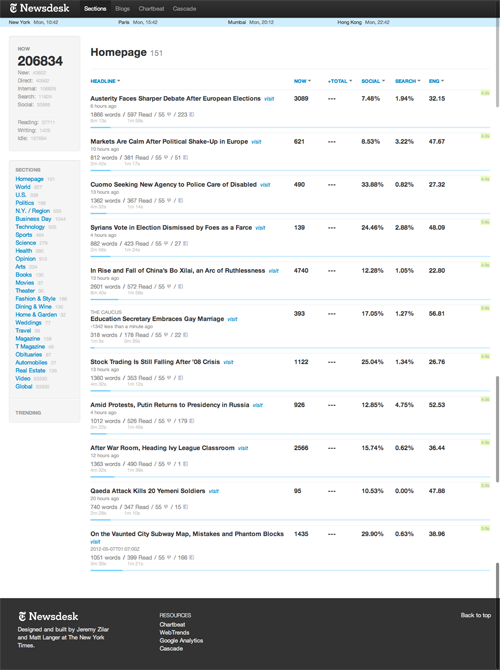 Newsdesk Sections Blogs Chartbeat Cascade
New York Mon, 10:42 Paris Mon, 16:42 Mumbai Mon, 20:12 Hong Kong Mon, 22:42
NOW
206834
New:
Direct:
Internal:
Search:
Social:
Reading:
Writing:
Idle:
SECTIONS
Homepage
World
U.S.
Politics
N.Y. / Region
Business Day
Technology
Sports
Science
Health
Opinion
Arts
Books
Movies
Theater
Fashion & Style
Dining & Wine
Home & Garden
Weddings
Travel
Magazine
T Magazine
Obituaries
Automobiles
Real Estate
Video
Global
TRENDING
Homepage 151
HEADLINE NOW +TOTAL SOCIAL SEARCH ENG
Austerity Faces Sharper Debate After European Elections visit 3089 --- 7.48% 1.94% 32.15
6 hours ago
1866 words / 597 Read / 55 / 223
Markets Are Calm After Political Shake-Up in Europe visit 621 --- 8.53% 3.22% 47.67
10 hours ago
812 words / 381 Read / 55 / 51
Cuomo Seeking New Agency to Police Care of Disabled visit 490 --- 33.88% 0.82% 27.32
13 hours ago
1362 words / 367 Read / 55 /
Syrians Vote in Election Dismissed by Foes as a Farce visit 139 --- 24.46% 2.88% 48.09
4 hours ago
862 words / 423 Read / 55 / 27
In Rise and Fall of China's Bo Xilai, an Arc of Ruthlessness visit 4740 --- 12.28% 1.05% 22.80
13 hours ago
2601 words / 572 Read / 55 /
THE CAUCUS,
Education Secretary Embraces Gay Marriage visit 393 --- 17.05% 1.27% 56.81
-1342 less than a minute ago
318 words / 178 Read / 55 / 22
Stock Trading Is Still Falling After '08 Crisis visit 1122 --- 25.04% 1.34% 26.76
13 hours ago
1360 words / 353 Read / 55 /
Amid Protests, Putin Returns to Presidency in Russia visit 926 --- 12.85% 4.75% 52.53
4 hours ago
1012 words / 526 Read / 55 / 179
After War Room, Heading Ivy League Classroom visit 2566 --- 15.74% 0.62% 36.44
12 hours ago
1363 words / 490 Read / 55 / 1
Qaeda Attack Kills 20 Yemeni Soldiers visit 95 --- 10.53% 0.00% 47.88
20 hours ago
740 words / 347 Read / 55 / 15
On the Vaunted City Subway Map, Mistakes and Phantom Blocks 1435 --- 29.90% 0.63% 38.96
visit
2012-05-07T01:07:00Z
1051 words / 399 Read / 55 / 166
Newsdesk
Designed and built by Jeremy Zilar
and Matt Langer at The New York
Times.
RESOURCES
Chartbeat
WebTrends
Google Analytics
Cascade
Back to top